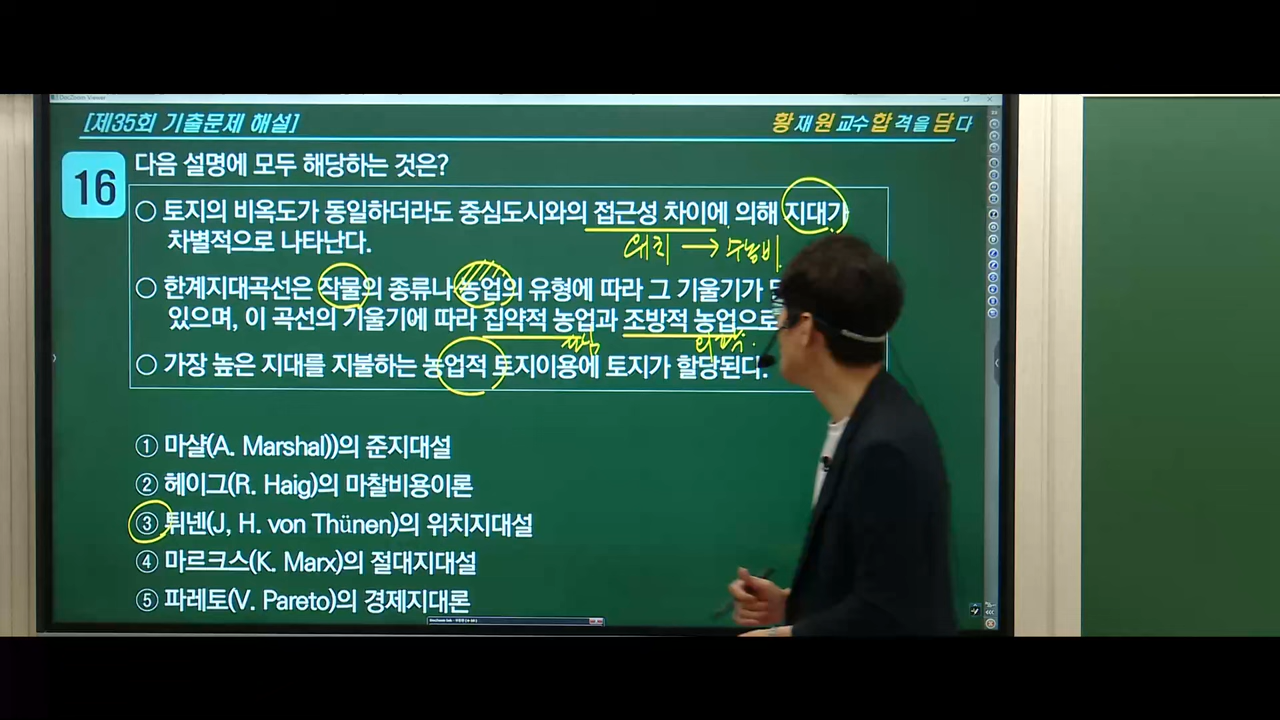 [제35회 기출문제 해설]
황재원교수합격을담다
16
다음 설명에 모두 해당하는 것은?
○ 토지의 비옥도가 동일하더라도 중심도시와의 접근성 차이에 의해 지대가
차별적으로 나타난다.
위치 → 수송비
○ 한계지대곡선은 작물의 종류나 농업의 유형에 따라 그 기울기가
있으며, 이 곡선의 기울기에 따라 집약적 농업과 조방적 농업으로
○ 가장 높은 지대를 지불하는 농업적 토지이용에 토지가 할당된다.
① 마샬(A. Marshal))의 준지대설
② 헤이그(R. Haig)의 마찰비용이론
③ 튀넨(J, H. von Thünen)의 위치지대설
④ 마르크스(K. Marx)의 절대지대설
⑤ 파레토(V. Pareto)의 경제지대론